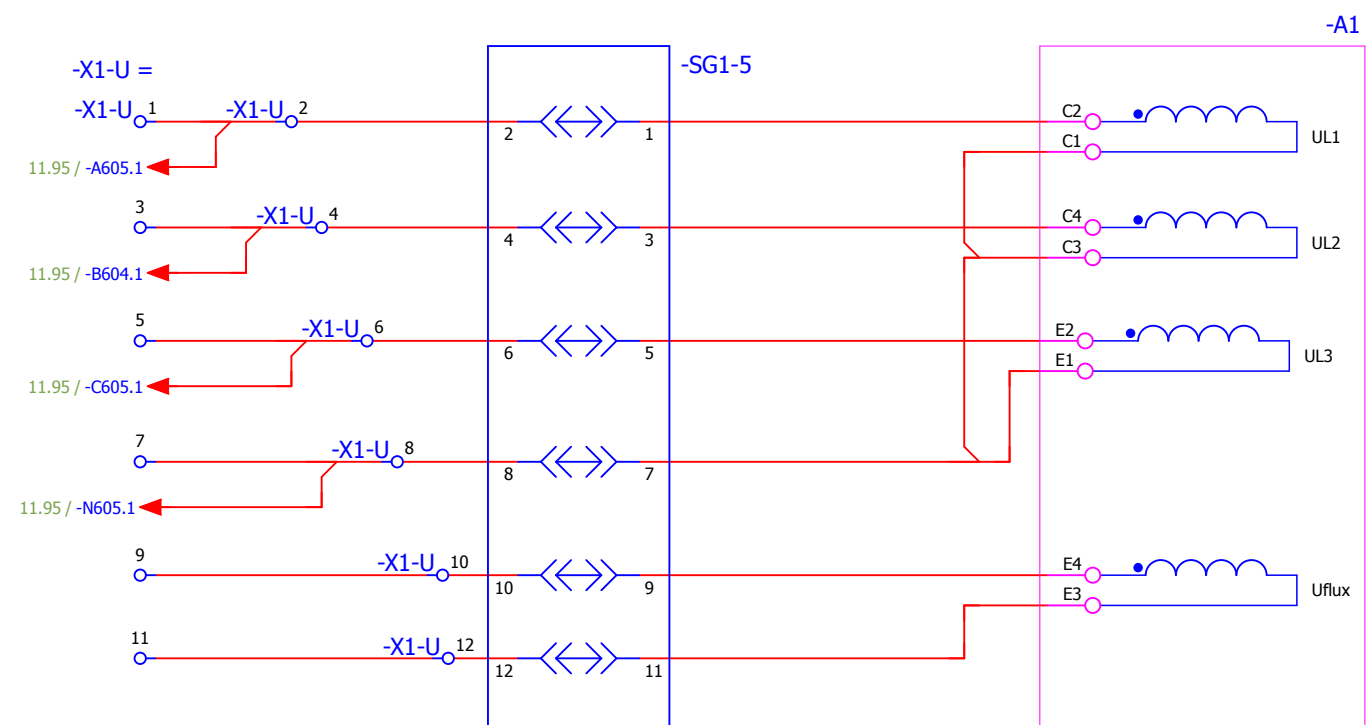 -A1
-X1-U =
-SG1-5
-X1-U 1 -X1-U 2
2 1
C2
C1
UL1
11.95 / -A605.1
3 -X1-U 4
4 3
C4
C3
UL2
11.95 / -B604.1
5 -X1-U 6
6 5
E2
E1
UL3
11.95 / -C605.1
7 -X1-U 8
8 7
11.95 / -N605.1
9 -X1-U 10
10 9
E4
E3
Uflux
11 -X1-U 12
12 11